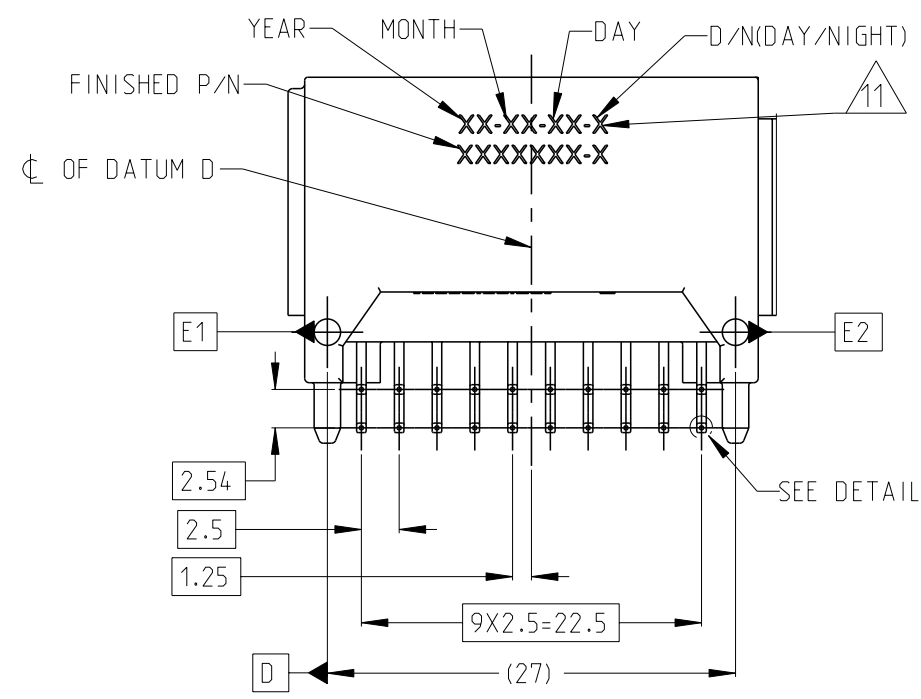 YEAR
MONTH
DAY
D/N(DAY/NIGHT)
FINISHED P/N
11
XX-XX-XX-X
XXXXXXX-X
℄ OF DATUM D
E1
E2
2.54
SEE DETAIL
2.5
1.25
9X2.5=22.5
D
(27)